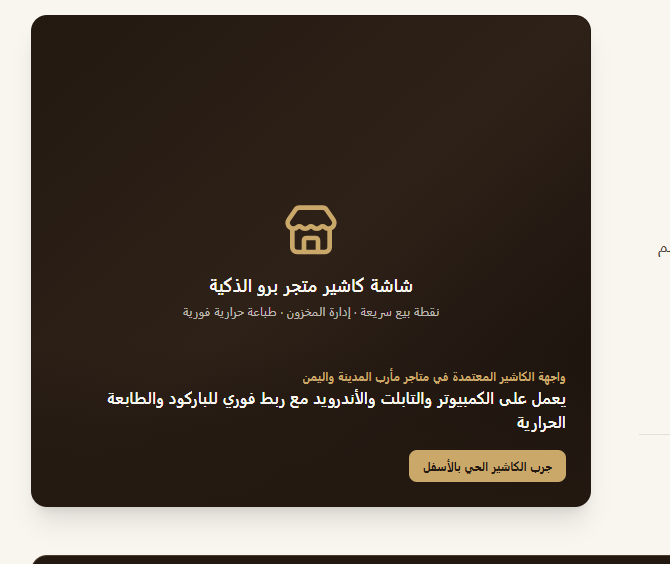 شاشة كاشير متجر برو الذكية
نقطة بيع سريعة · إدارة المخزون · طباعة حرارية فورية
واجهة الكاشير المعتمدة في متاجر مأرب المدينة واليمن
يعمل على الكمبيوتر والتابلت والأندرويد مع ربط فوري للباركود والطابعة
الحرارية
جرب الكاشير الحي بالأسفل